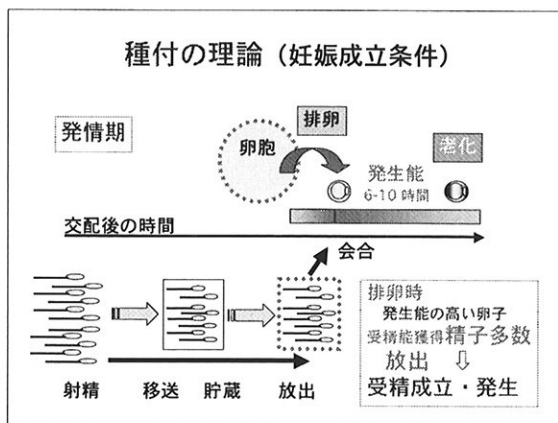 種付の理論（妊娠成立条件）
発情期
排卵
卵胞
老化
発生能
6-10 時間
交配後の時間
会合
射精
移送
貯蔵
放出
排卵時
発生能の高い卵子
受精能獲得精子多数
放出 ⇩
受精成立・発生